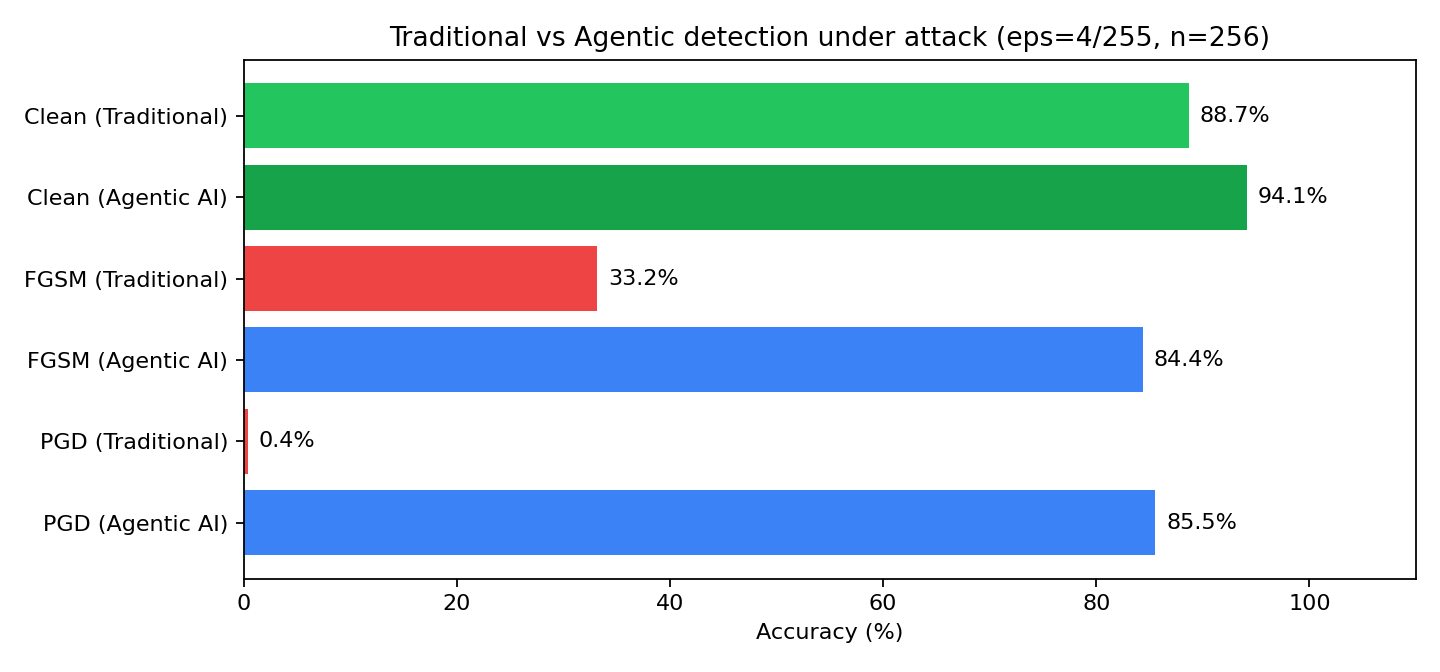 Traditional vs Agentic detection under attack (eps=4/255, n=256)
Clean (Traditional) 88.7%
Clean (Agentic AI) 94.1%
FGSM (Traditional) 33.2%
FGSM (Agentic AI) 84.4%
PGD (Traditional) 0.4%
PGD (Agentic AI) 85.5%
0 20 40 60 80 100
Accuracy (%)